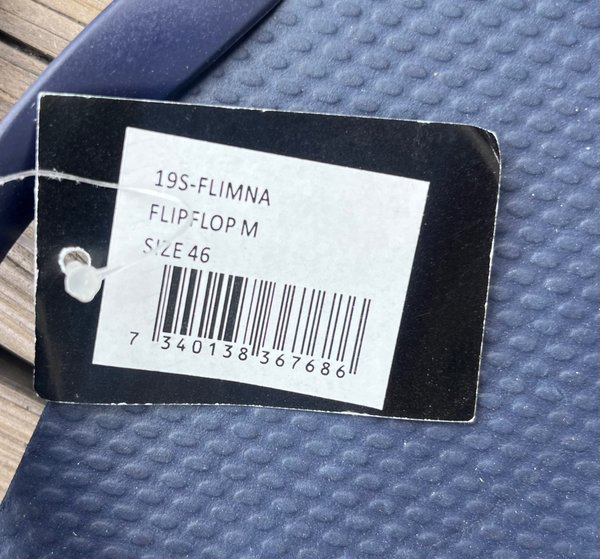 19S-FLIMNA
FLIPFLOP M
SIZE 46
7 340138 367686